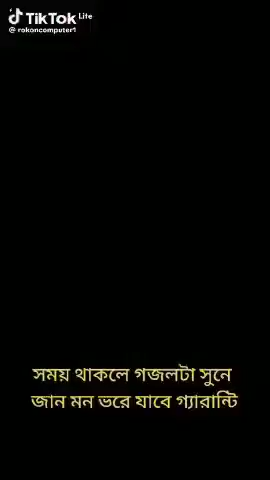 TikTok Lite
@rokoncomputer1
সময় থাকলে গজলটা সুনে
জান মন ভরে যাবে গ্যারান্টি